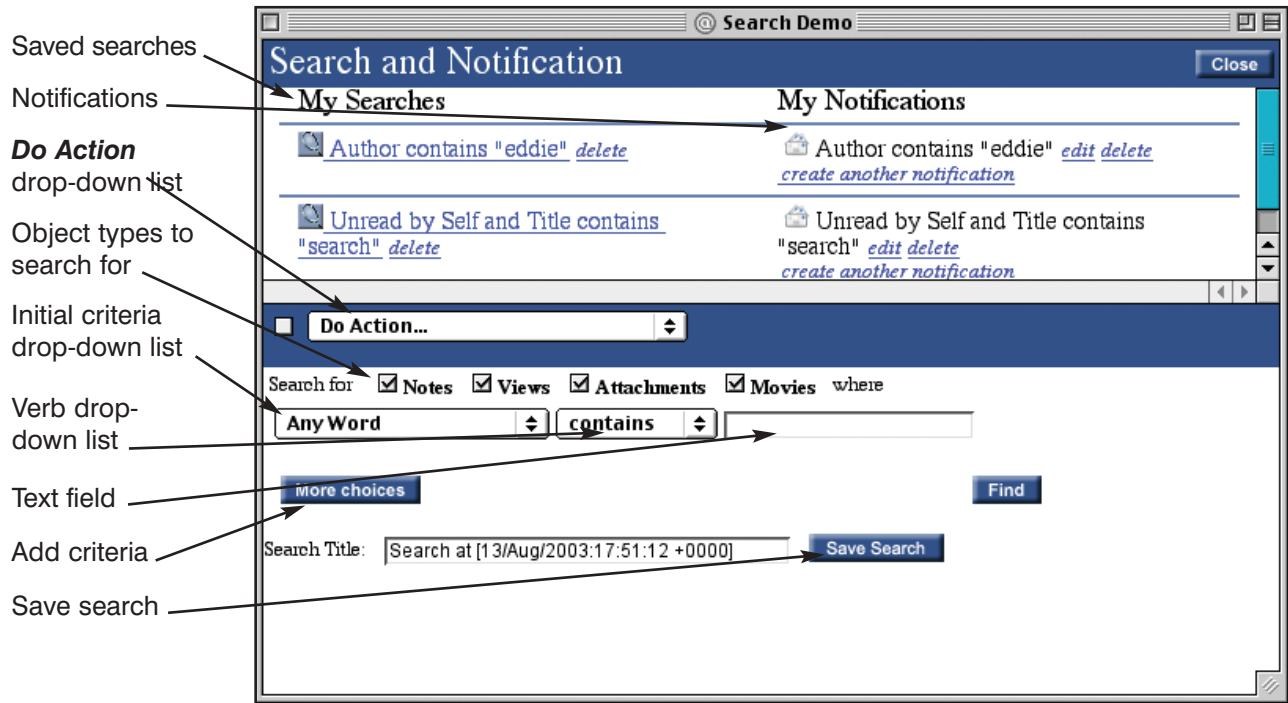 Search Demo
Saved searches
Notifications
Do Action
drop-down list
Object types to
search for
Initial criteria
drop-down list
Verb drop-
down list
Text field
Add criteria
Save search
Search and Notification
Close
My Searches
My Notifications
Author contains "eddie" delete
Author contains "eddie" edit delete
create another notification
Unread by Self and Title contains
"search" delete
Unread by Self and Title contains
"search" edit delete
create another notification
Do Action...
Search for Notes Views Attachments Movies where
Any Word contains
More choices Find
Search Title: Search at [13/Aug/2003:17:51:12 +0000] Save Search